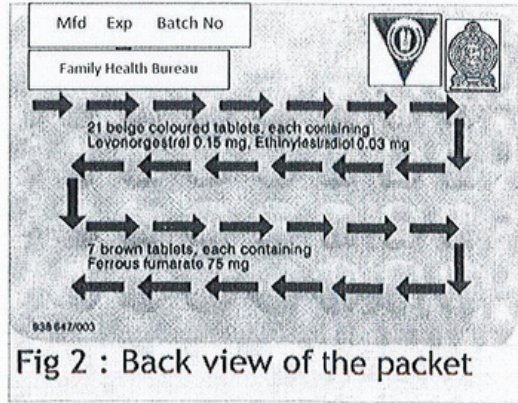 Mfd Exp Batch No
Family Health Bureau
21 beige coloured tablets, each containing
Levonorgestrel 0.15 mg, Ethinylestradiol 0.03 mg
7 brown tablets, each containing
Ferrous fumarate 75 mg
938 647/003
Fig 2 : Back view of the packet